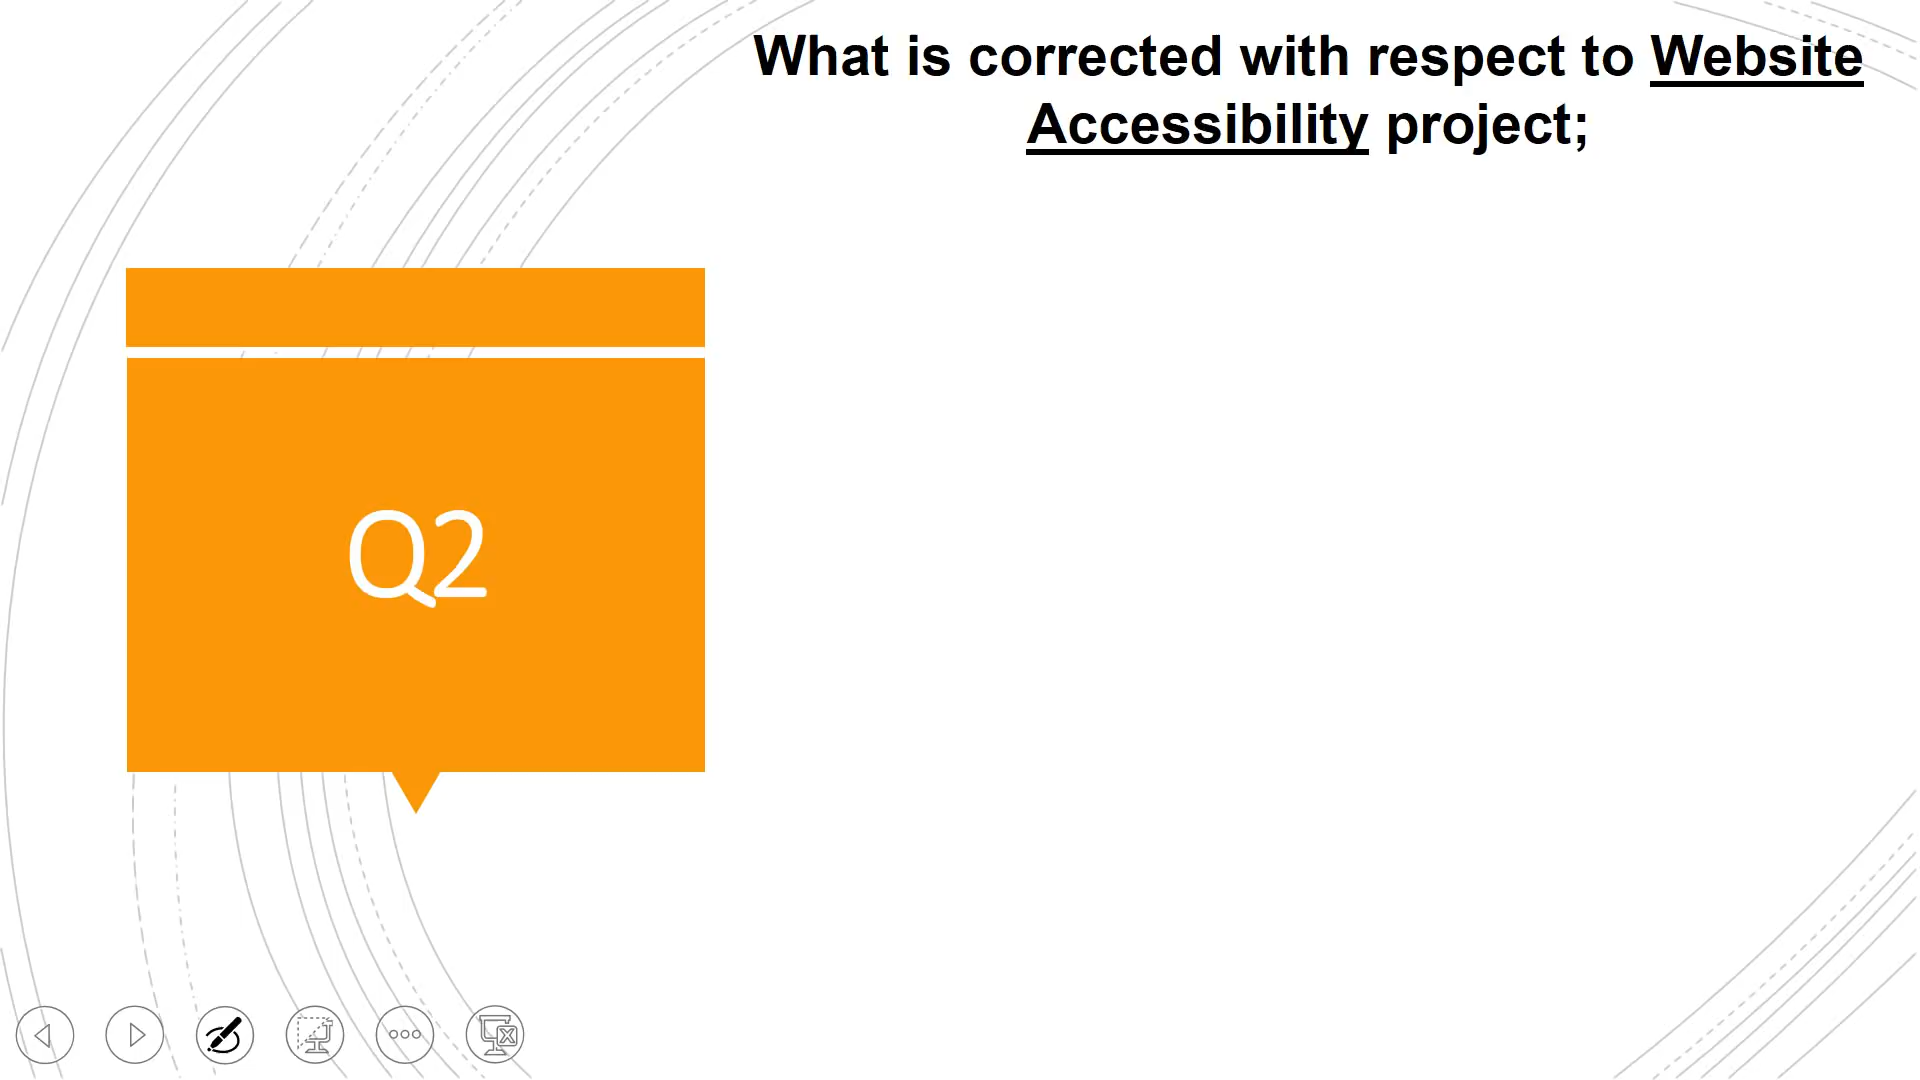 What is corrected with respect to Website
Accessibility project;
Q2